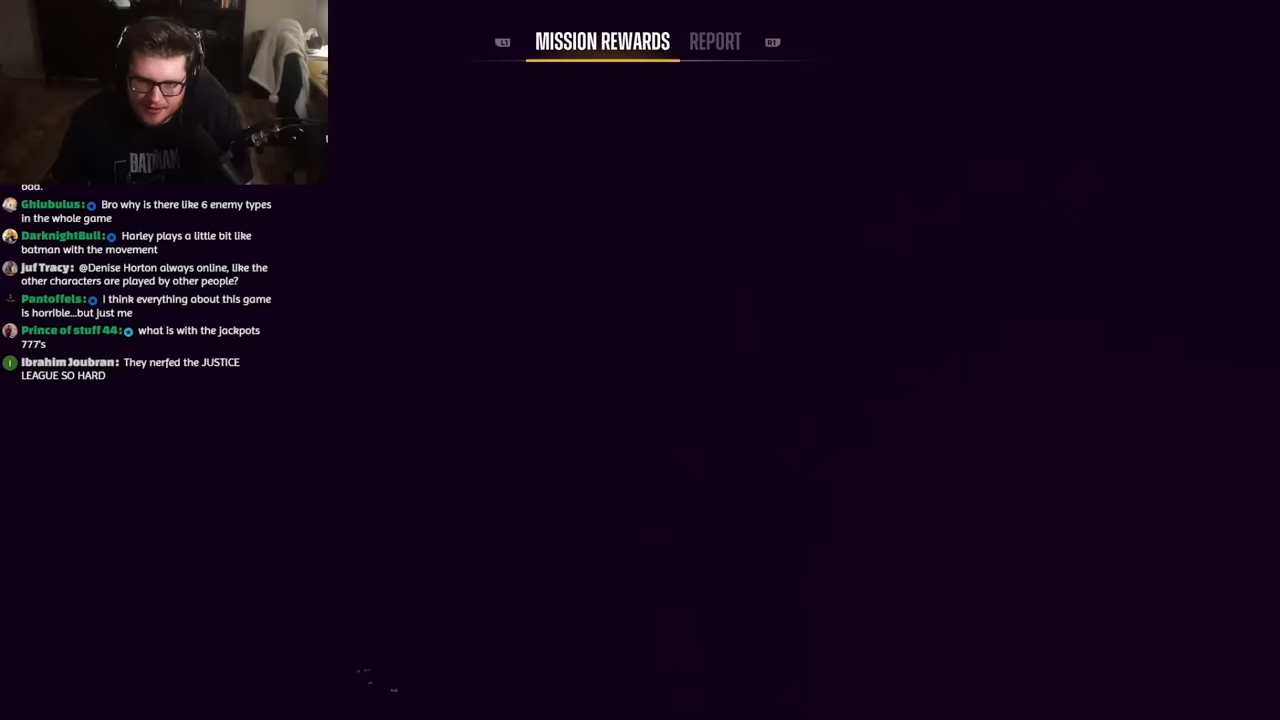 L1 MISSION REWARDS REPORT R1
BATMAN
bad.
Ghlubulus: Bro why is there like 6 enemy types
in the whole game
DarknightBull: Harley plays a little bit like
batman with the movement
juf Tracy: @Denise Horton always online, like the
other characters are played by other people?
Pantoffels: I think everything about this game
is horrible...but just me
Prince of stuff 44: what is with the jackpots
777's
I
Ibrahim Joubran: They nerfed the JUSTICE
LEAGUE SO HARD